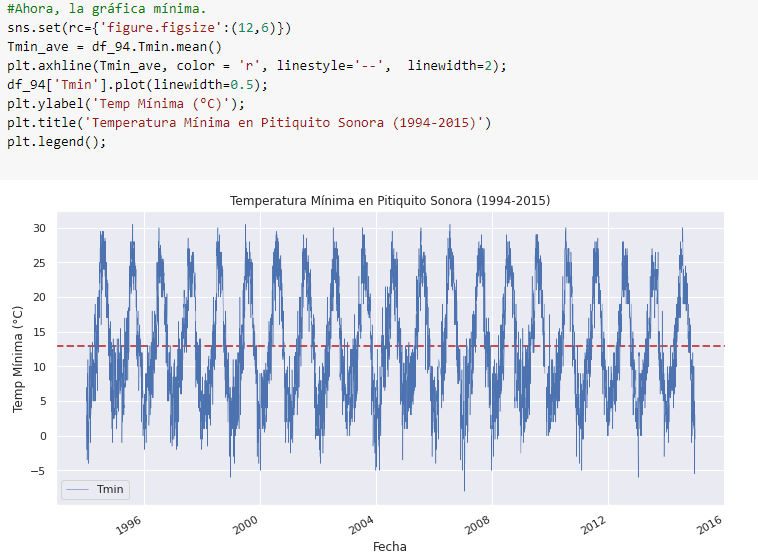 #Ahora, la gráfica mínima.
sns.set(rc={'figure.figsize':(12,6)})
Tmin_ave = df_94.Tmin.mean()
plt.axhline(Tmin_ave, color = 'r', linestyle='--',  linewidth=2);
df_94['Tmin'].plot(linewidth=0.5);
plt.ylabel('Temp Mínima (°C)');
plt.title('Temperatura Mínima en Pitiquito Sonora (1994-2015)')
plt.legend();
Temperatura Mínima en Pitiquito Sonora (1994-2015)
Temp Mínima (°C)
30
25
20
15
10
5
0
−5
Tmin
1996
2000
2004
2008
2012
2016
Fecha